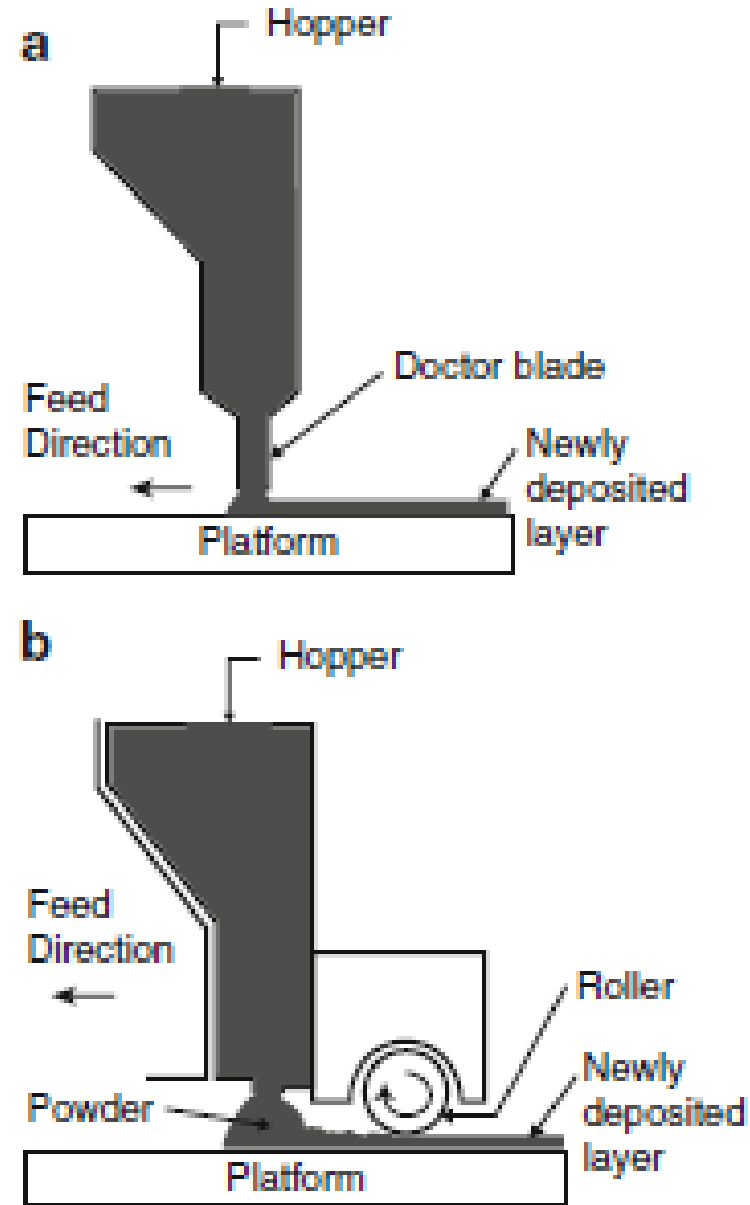 a
Hopper
Doctor blade
Feed
Direction
Newly
deposited
layer
Platform
b
Hopper
Feed
Direction
Roller
Newly
deposited
layer
Powder
Platform